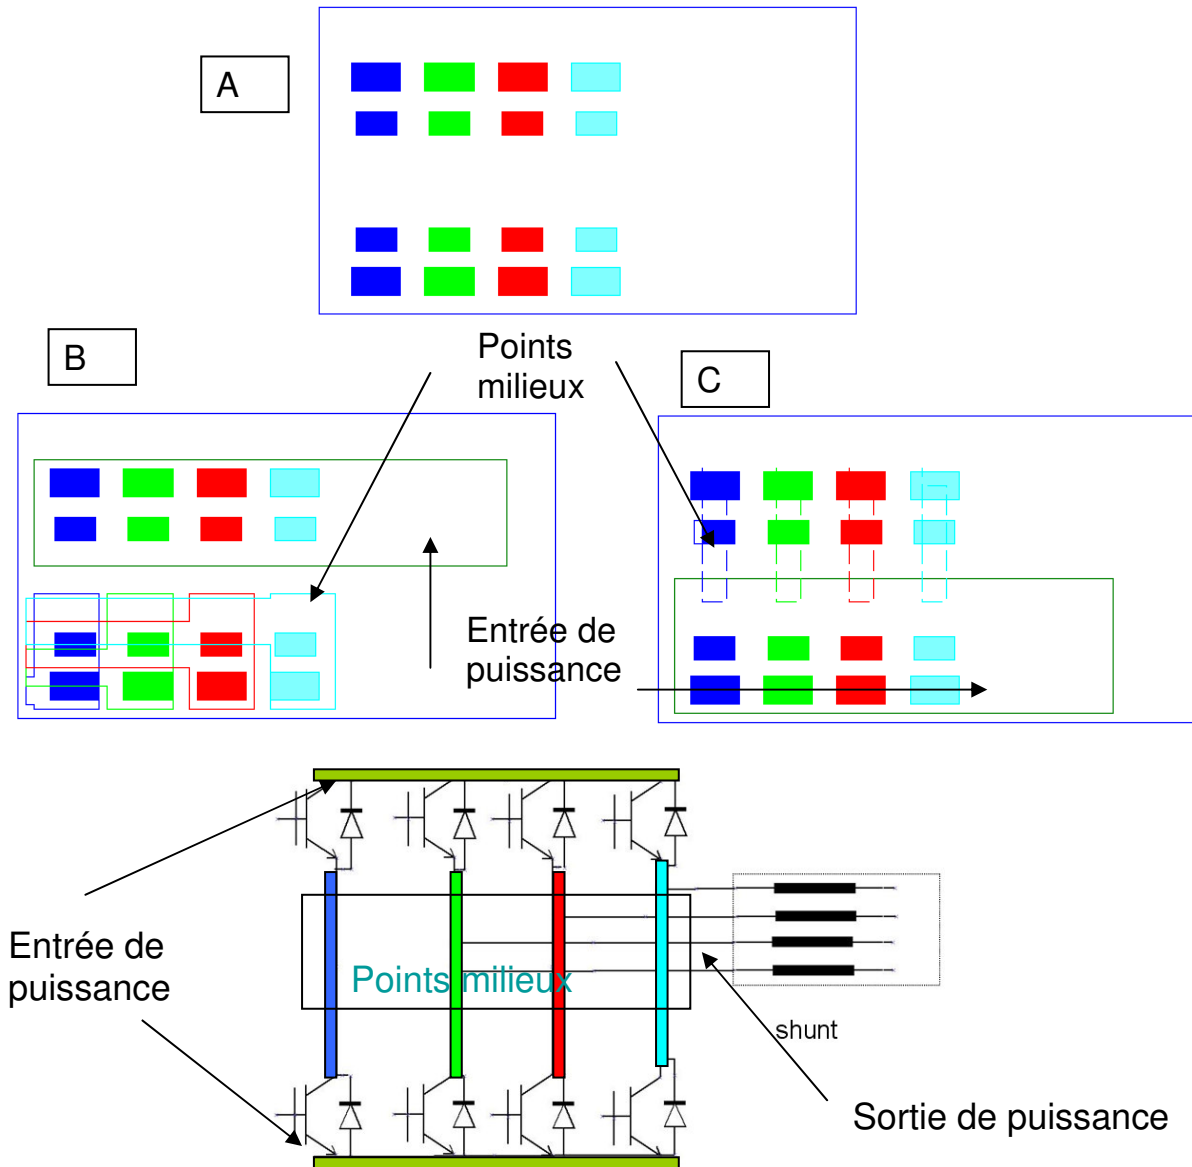 A
B
Points
milieux
C
Entrée de
puissance
Entrée de
puissance
Points milieux
shunt
Sortie de puissance